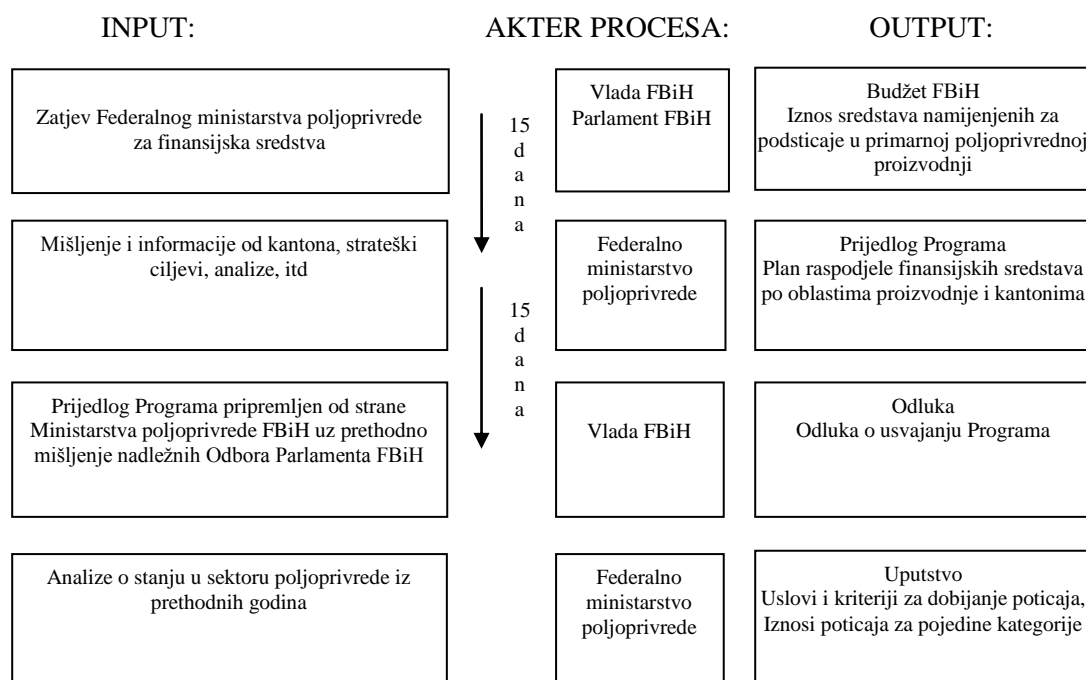 INPUT:
AKTER PROCESA:
OUTPUT:
Zatjev Federalnog ministarstva poljoprivrede
za finansijska sredstva
15
d
a
n
a
Vlada FBiH
Parlament FBiH
Budžet FBiH
Iznos sredstava namijenjenih za
podsticaje u primarnoj poljoprivrednoj
proizvodnji
Mišljenje i informacije od kantona, strateški
ciljevi, analize, itd
15
d
a
n
a
Federalno
ministarstvo
poljoprivrede
Prijedlog Programa
Plan raspodjele finansijskih sredstava
po oblastima proizvodnje i kantonima
Prijedlog Programa pripremljen od strane
Ministarstva poljoprivrede FBiH uz prethodno
mišljenje nadležnih Odbora Parlamenta FBiH
Vlada FBiH
Odluka
Odluka o usvajanju Programa
Analize o stanju u sektoru poljoprivrede iz
prethodnih godina
Federalno
ministarstvo
poljoprivrede
Uputstvo
Uslovi i kriteriji za dobijanje poticaja,
Iznosi poticaja za pojedine kategorije